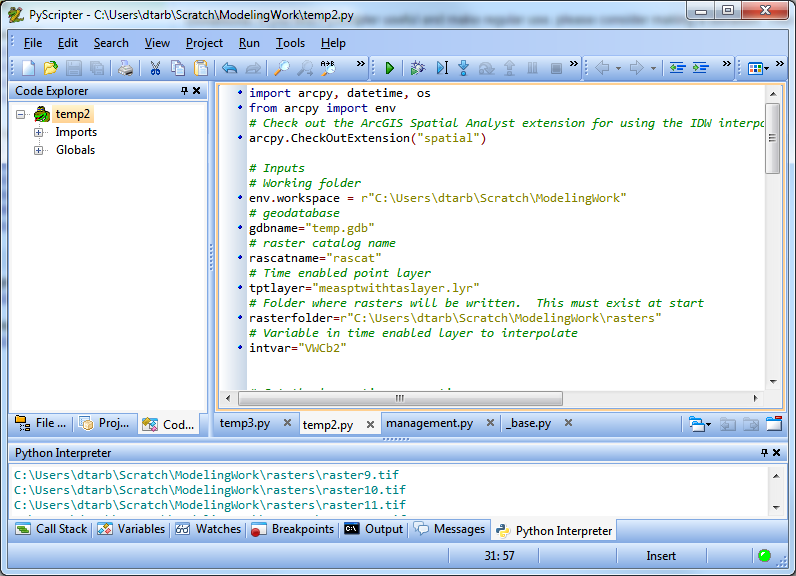 PyScripter - C:\Users\dtarb\Scratch\ModelingWork\temp2.py
File Edit Search View Project Run Tools Help
Code Explorer
temp2
Imports
Globals
import arcpy, datetime, os
from arcpy import env
# Check out the ArcGIS Spatial Analyst extension for using the IDW interpo
arcpy.CheckOutExtension("spatial")
# Inputs
# Working folder
env.workspace = r"C:\Users\dtarb\Scratch\ModelingWork"
# geodatabase
gdbname="temp.gdb"
# raster catalog name
rascatname="rascat"
# Time enabled point layer
tptlayer="measptwithtaslayer.lyr"
# Folder where rasters will be written.  This must exist at start
rasterfolder=r"C:\Users\dtarb\Scratch\ModelingWork\rasters"
# Variable in time enabled layer to interpolate
intvar="VWCb2"
File ... Proj... Cod...
temp3.py temp2.py management.py _base.py
Python Interpreter
C:\Users\dtarb\Scratch\ModelingWork\rasters\raster9.tif
C:\Users\dtarb\Scratch\ModelingWork\rasters\raster10.tif
C:\Users\dtarb\Scratch\ModelingWork\rasters\raster11.tif
Call Stack Variables Watches Breakpoints Output Messages Python Interpreter
31: 57 Insert